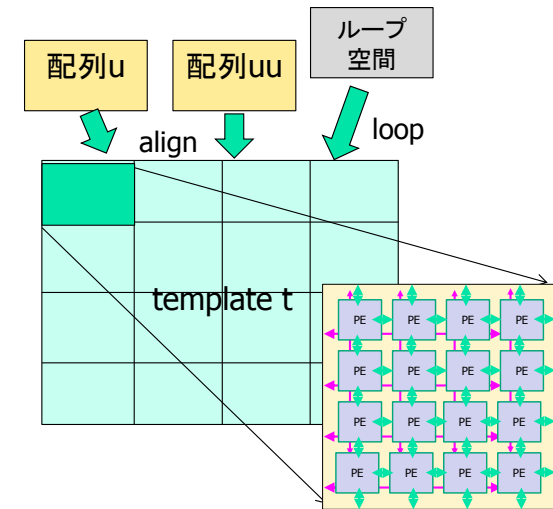 配列u
配列uu
ループ
空間
align
loop
template t
PE PE PE PE
PE PE PE PE
PE PE PE PE
PE PE PE PE